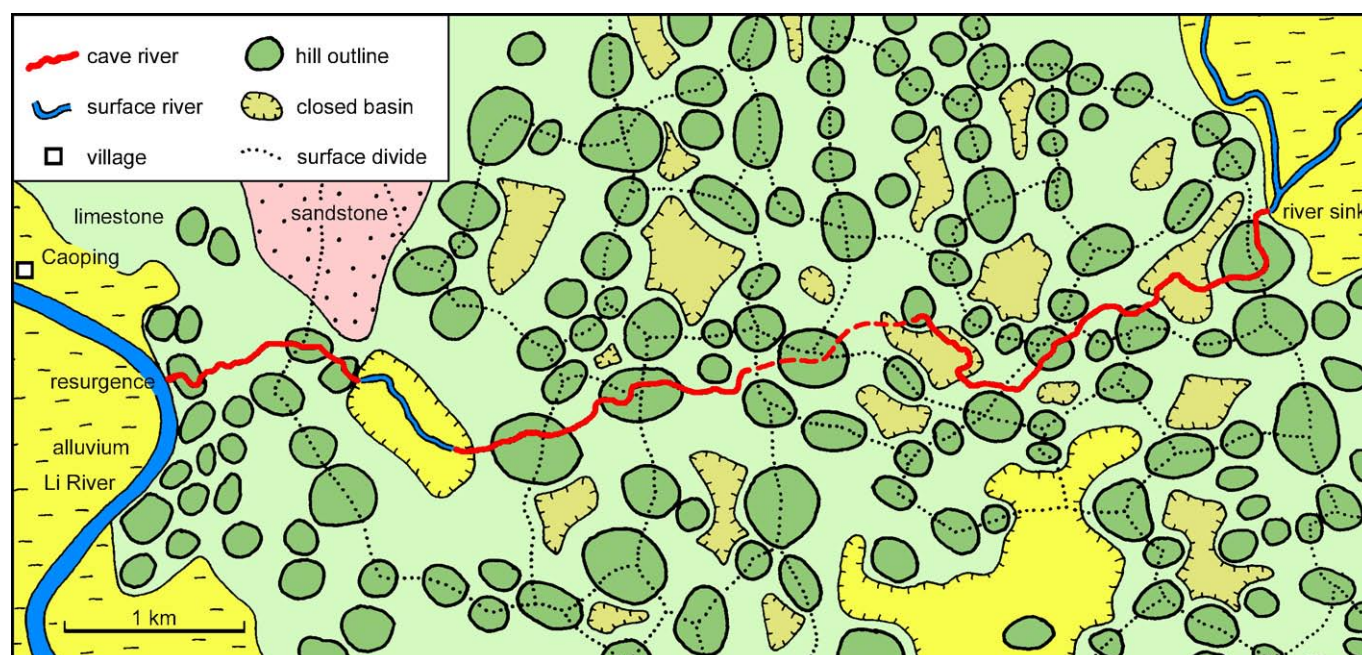 cave river
hill outline
surface river
closed basin
village
surface divide
limestone
sandstone
river sink
Caoping
resurgence
alluvium
Li River
1 km